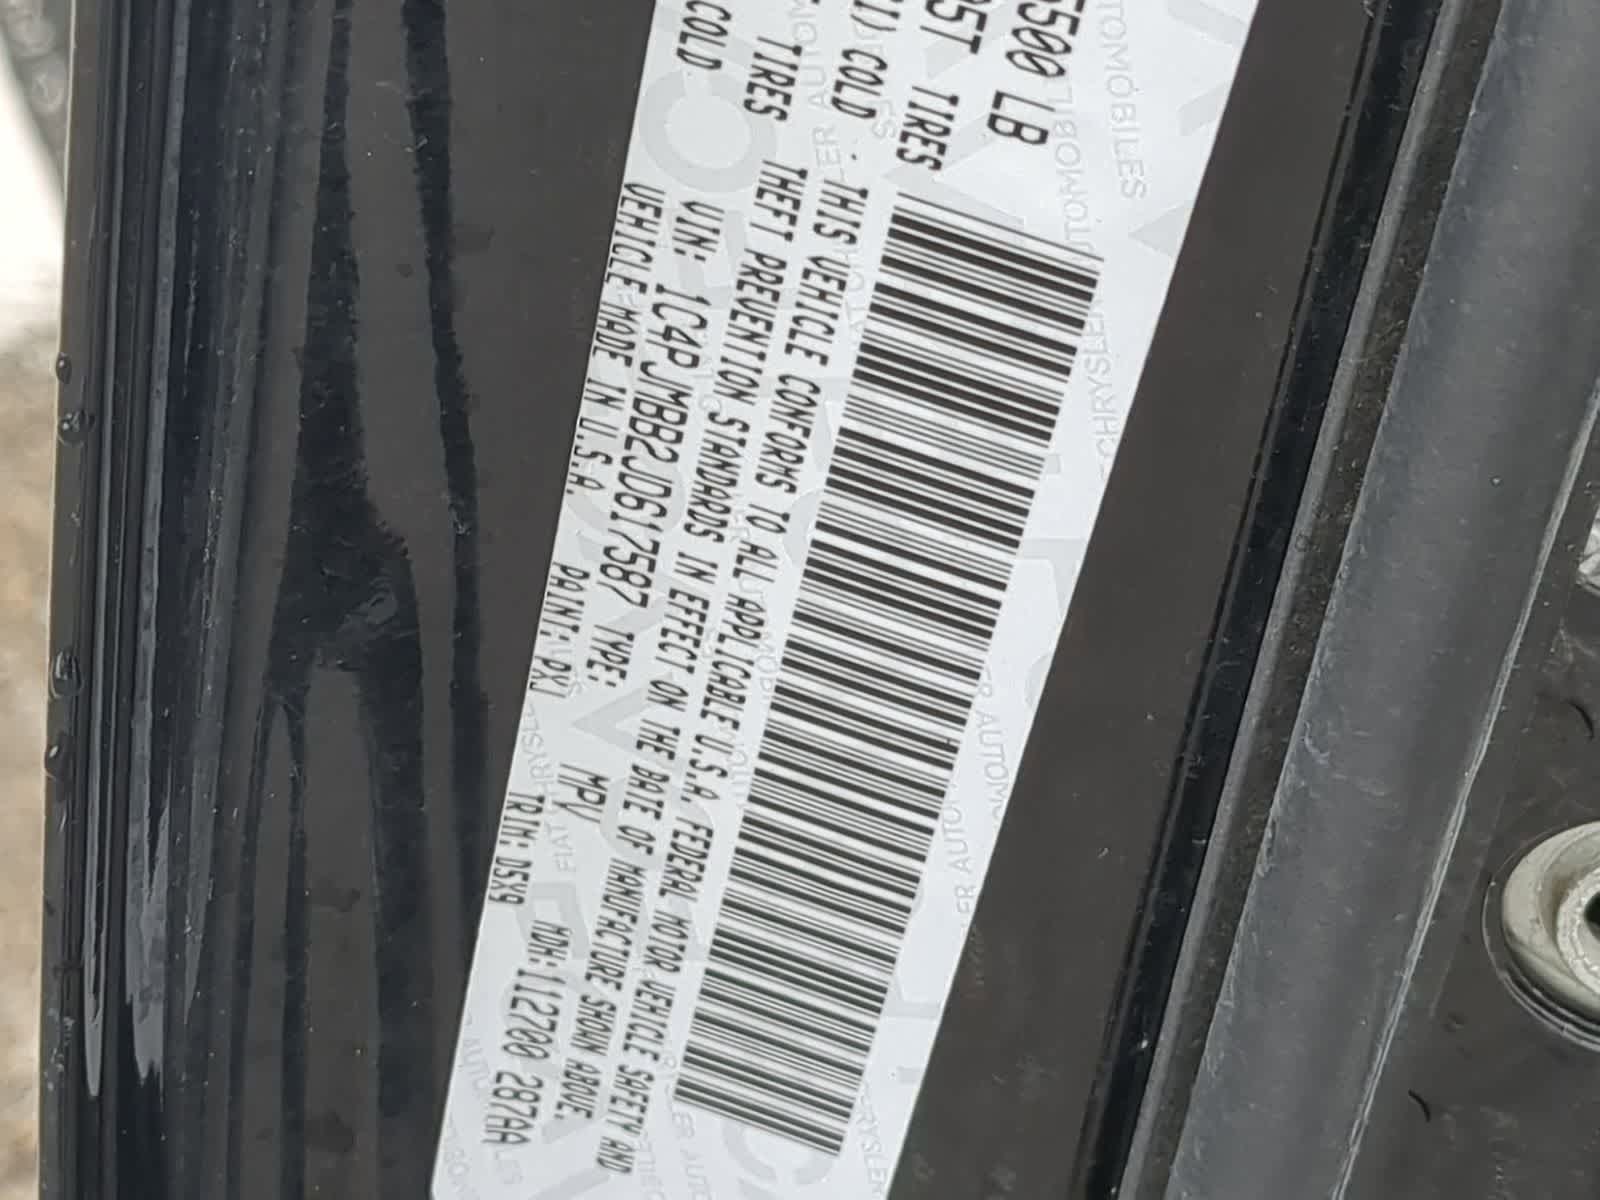 5500 LB
5T TIRES
COLD
TIRES
COLD
THIS VEHICLE CONFORMS TO ALL APPLICABLE U.S.A. FEDERAL MOTOR VEHICLE SAFETY AND
THEFT PREVENTION STANDARDS IN EFFECT ON THE DATE OF MANUFACTURE SHOWN ABOVE.
VIN: 1C4PJMBB2JD617587 TYPE: MPV MDH:112700 287AA
VEHICLE MADE IN U.S.A. PAINT: PXJ TRIM: D5X9